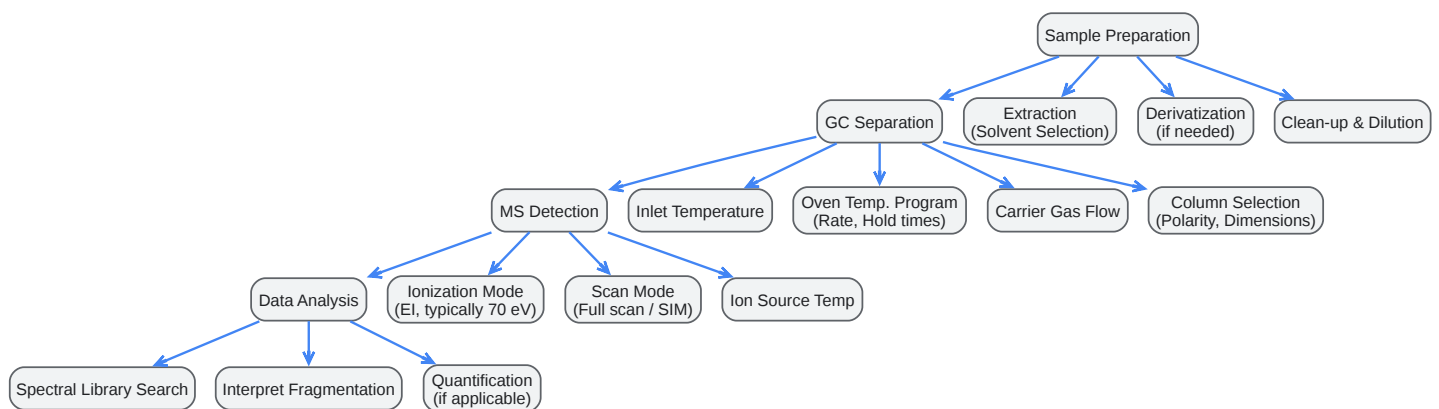 Sample Preparation
GC Separation
Extraction
(Solvent Selection)
Derivatization
(if needed)
Clean-up & Dilution
MS Detection
Inlet Temperature
Oven Temp. Program
(Rate, Hold times)
Carrier Gas Flow
Column Selection
(Polarity, Dimensions)
Data Analysis
Ionization Mode
(EI, typically 70 eV)
Scan Mode
(Full scan / SIM)
Ion Source Temp
Spectral Library Search
Interpret Fragmentation
Quantification
(if applicable)